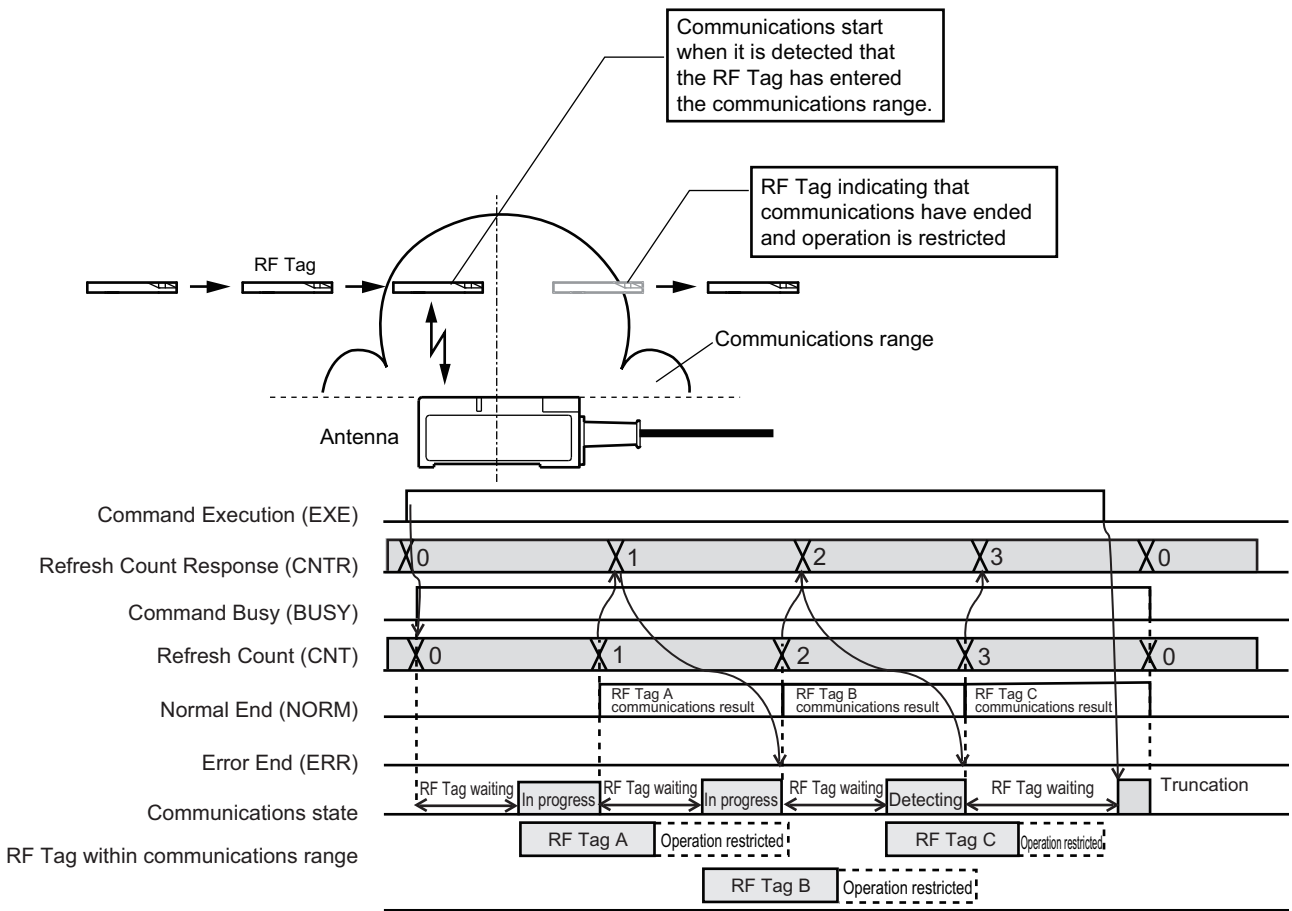 Communications start
when it is detected that
the RF Tag has entered
the communications range.
RF Tag indicating that
communications have ended
and operation is restricted
RF Tag
Communications range
Antenna
Command Execution (EXE)
Refresh Count Response (CNTR)
0
1
2
3
0
Command Busy (BUSY)
Refresh Count (CNT)
0
1
2
3
0
Normal End (NORM)
RF Tag A
communications result
RF Tag B
communications result
RF Tag C
communications result
Error End (ERR)
Communications state
RF Tag waiting
In progress
RF Tag waiting
In progress
RF Tag waiting
Detecting
RF Tag waiting
Truncation
RF Tag within communications range
RF Tag A
Operation restricted
RF Tag C
Operation restricted
RF Tag B
Operation restricted